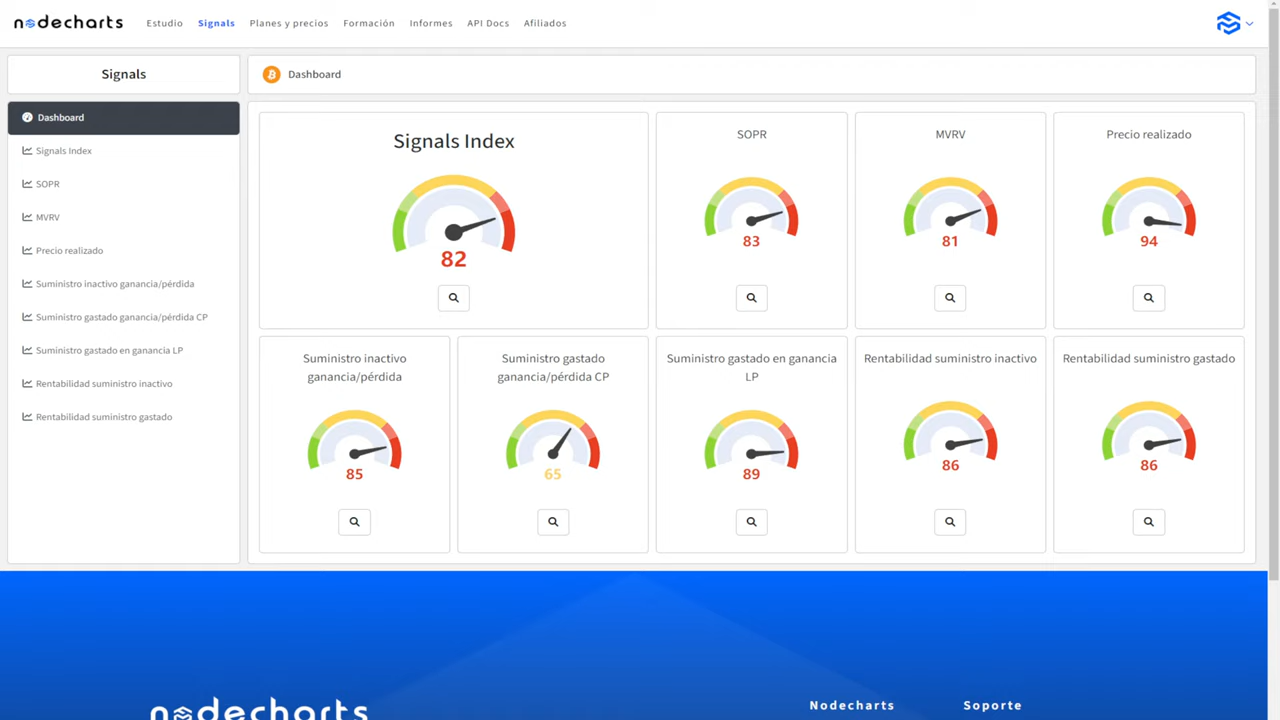 nodecharts
Estudio
Signals
Planes y precios
Formación
Informes
API Docs
Afiliados
Signals
Dashboard
Dashboard
Signals Index
SOPR
MVRV
Precio realizado
Suministro inactivo ganancia/pérdida
Suministro gastado ganancia/pérdida CP
Suministro gastado en ganancia LP
Rentabilidad suministro inactivo
Rentabilidad suministro gastado
Signals Index
82
SOPR
83
MVRV
81
Precio realizado
94
Suministro inactivo
ganancia/pérdida
85
Suministro gastado
ganancia/pérdida CP
65
Suministro gastado en ganancia
LP
89
Rentabilidad suministro inactivo
86
Rentabilidad suministro gastado
86
nodecharts
Nodecharts
Soporte